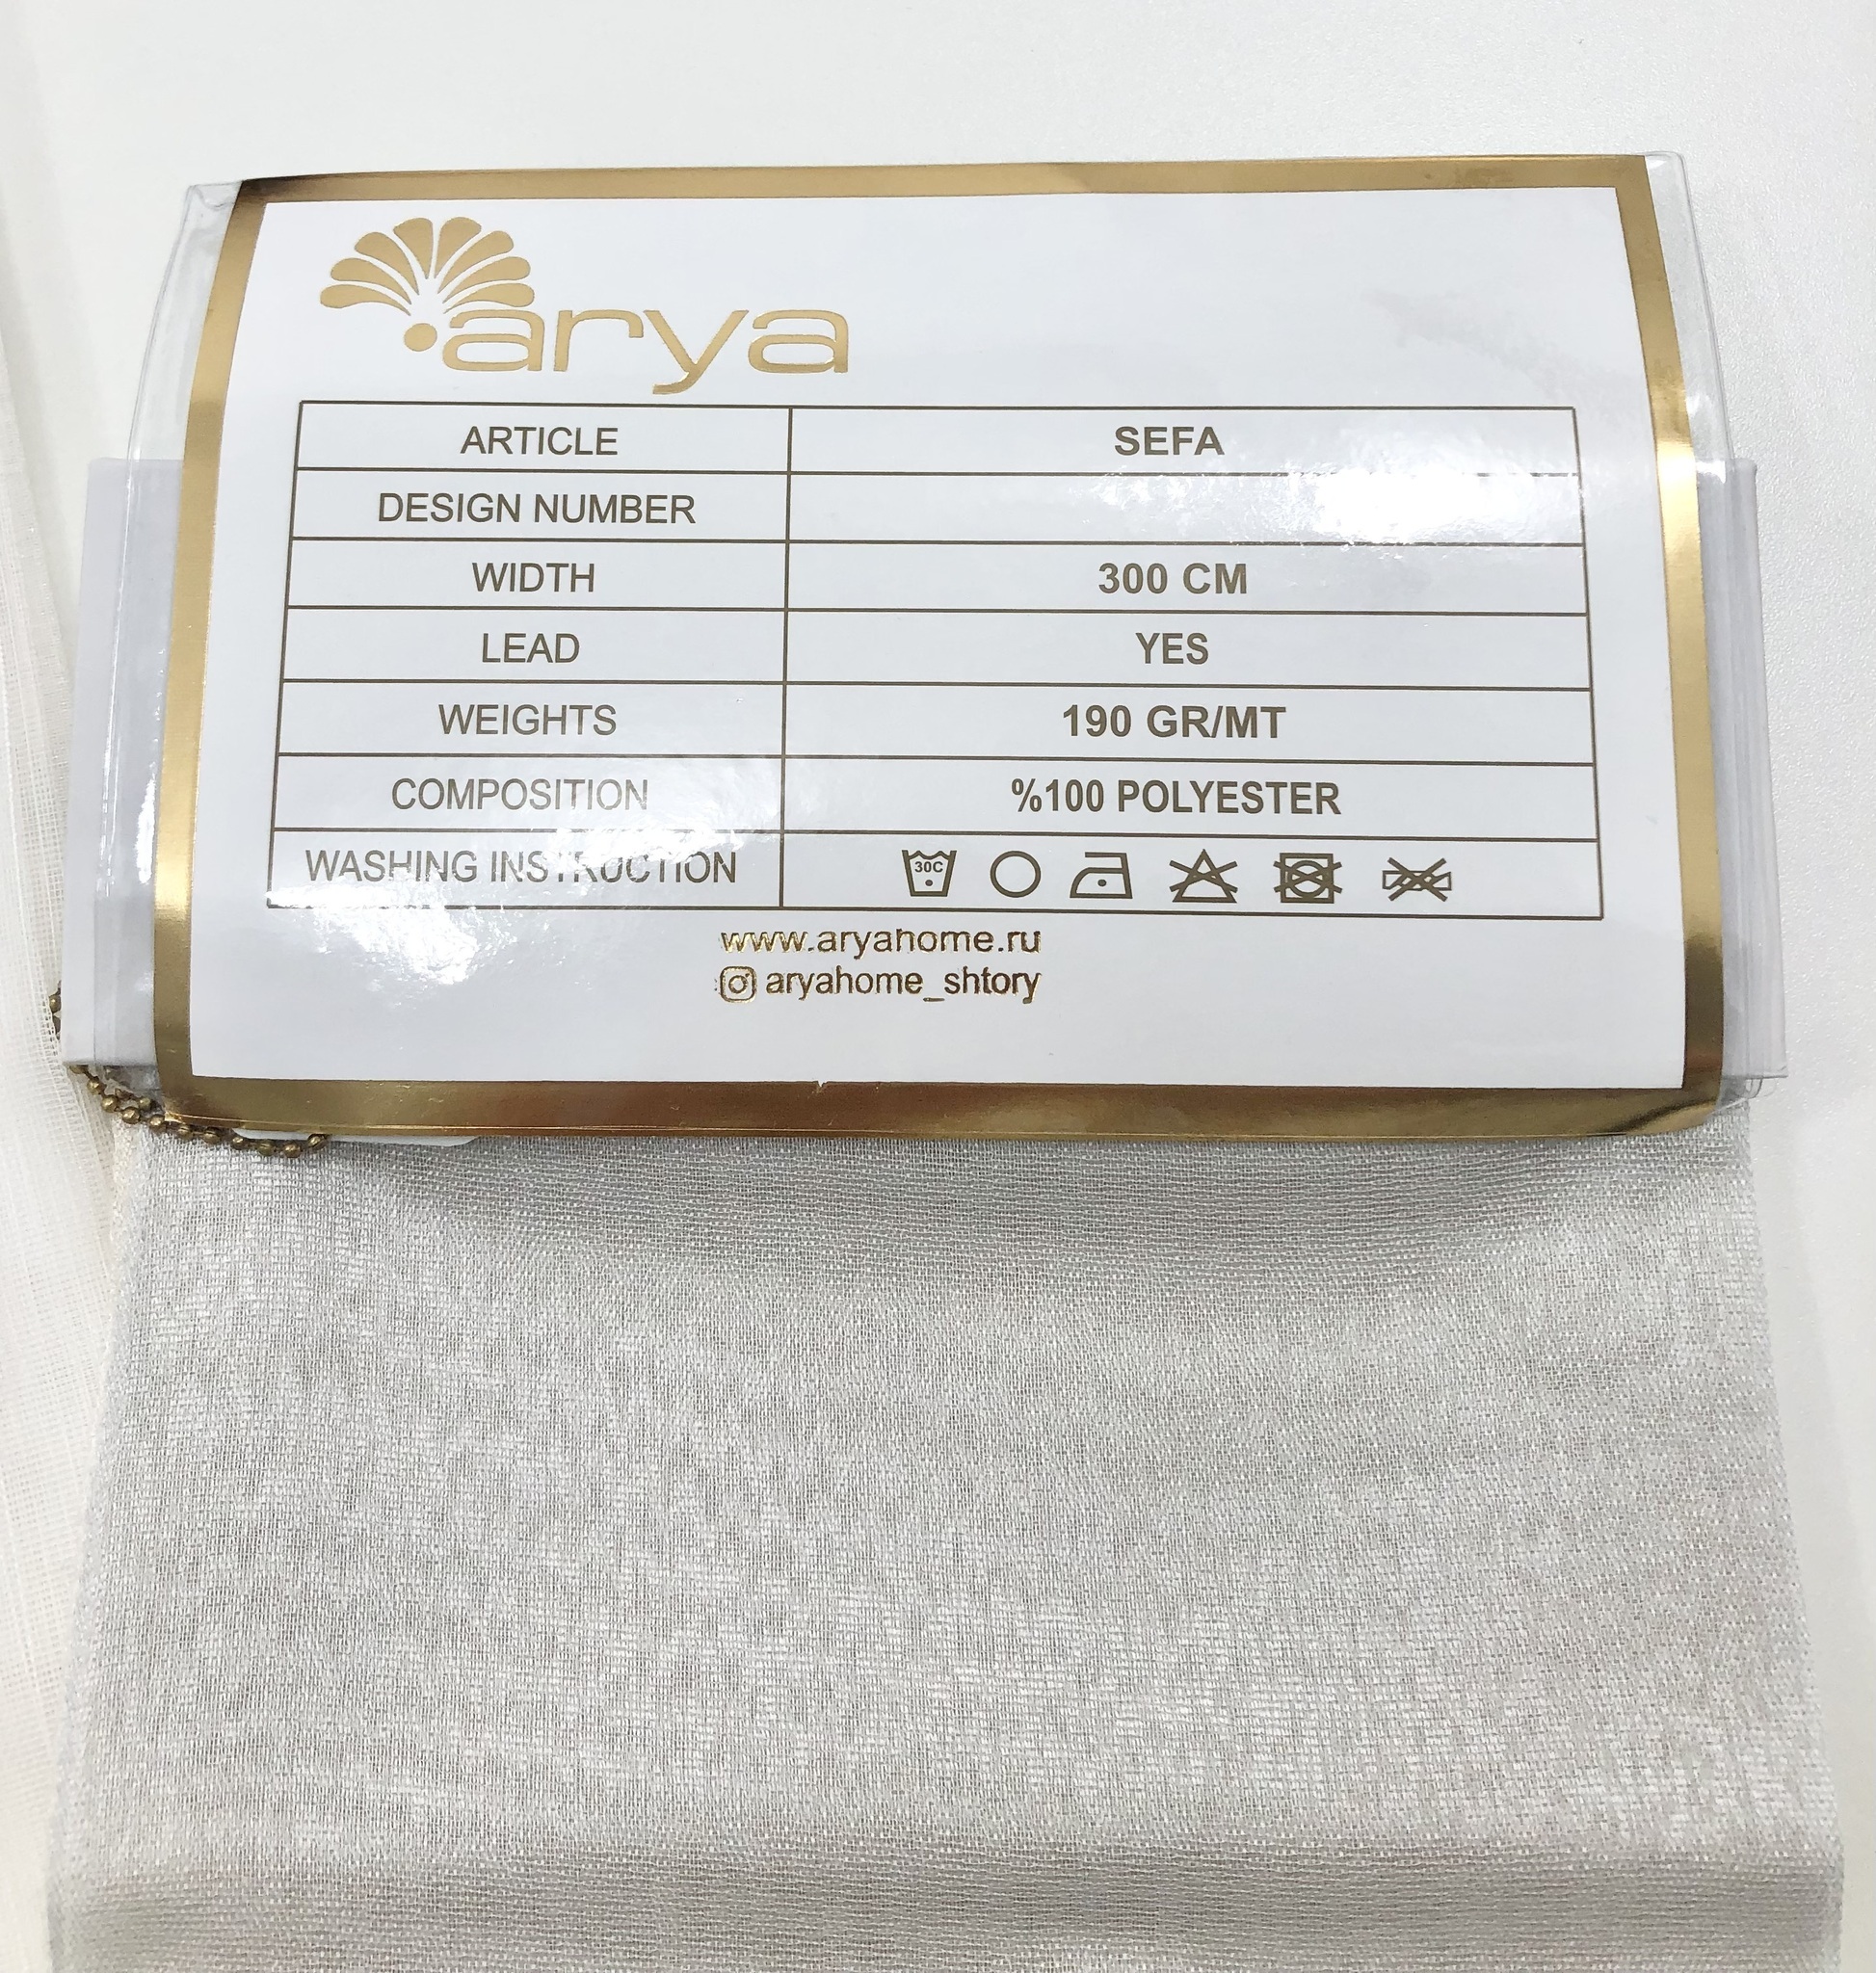 arya
ARTICLE SEFA
DESIGN NUMBER
WIDTH 300 CM
LEAD YES
WEIGHTS 190 GR/MT
COMPOSITION %100 POLYESTER
WASHING INSTRUCTION 30C
www.aryahome.ru
aryahome_shtory